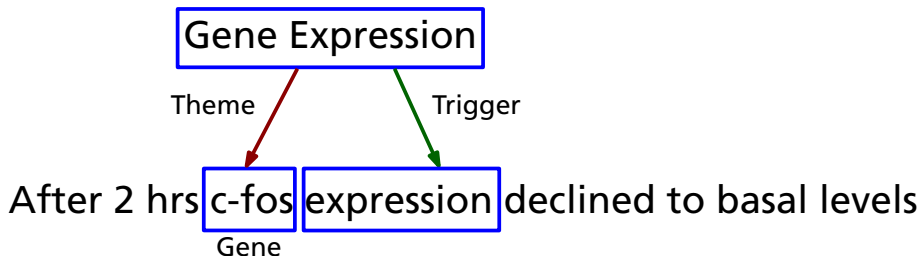 Gene Expression
Theme Trigger
After 2 hrs c-fos expression declined to basal levels
Gene